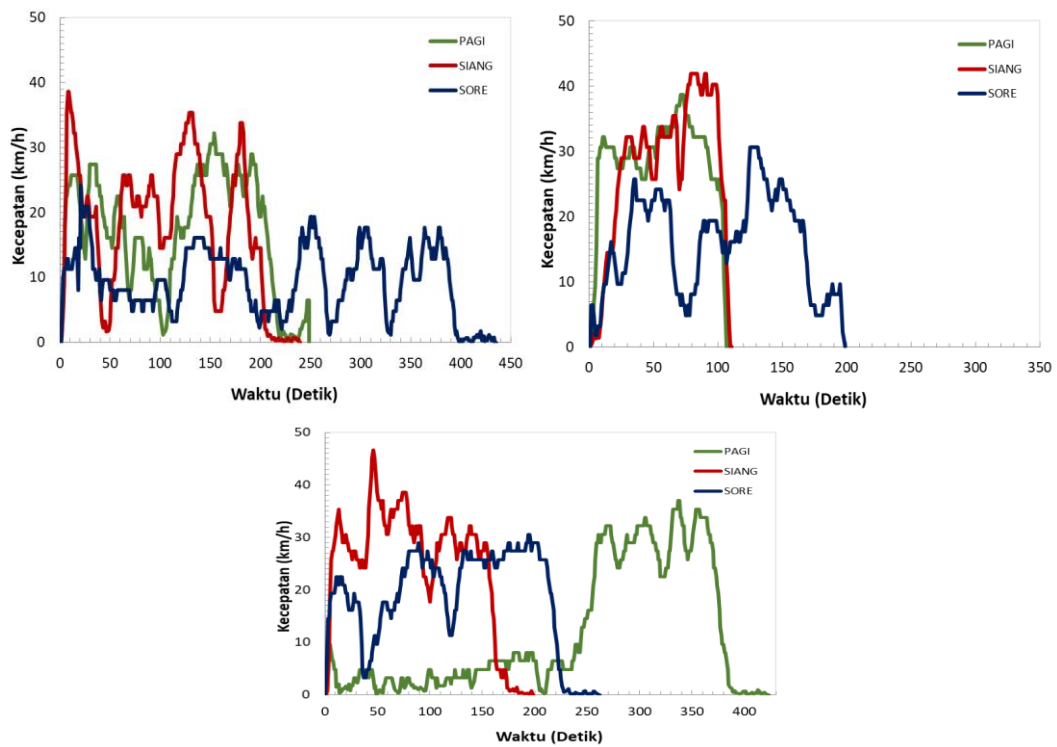 50
40
30
20
10
0
Kecepatan (km/h)
PAGI
SIANG
SORE
0 50 100 150 200 250 300 350 400 450
Waktu (Detik)
50
40
30
20
10
0
Kecepatan (km/h)
PAGI
SIANG
SORE
0 50 100 150 200 250 300 350
Waktu (Detik)
50
40
30
20
10
0
Kecepatan (km/h)
PAGI
SIANG
SORE
0 50 100 150 200 250 300 350 400
Waktu (Detik)